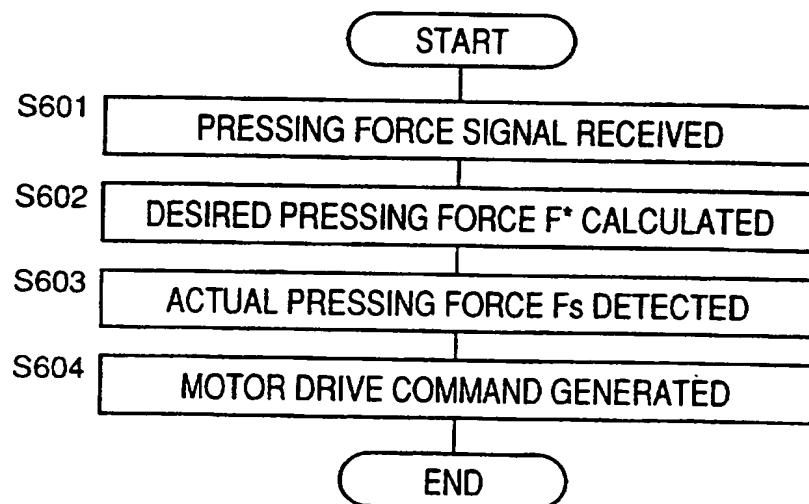 START
S601
PRESSING FORCE SIGNAL RECEIVED
S602
DESIRED PRESSING FORCE F* CALCULATED
S603
ACTUAL PRESSING FORCE Fs DETECTED
S604
MOTOR DRIVE COMMAND GENERATED
END